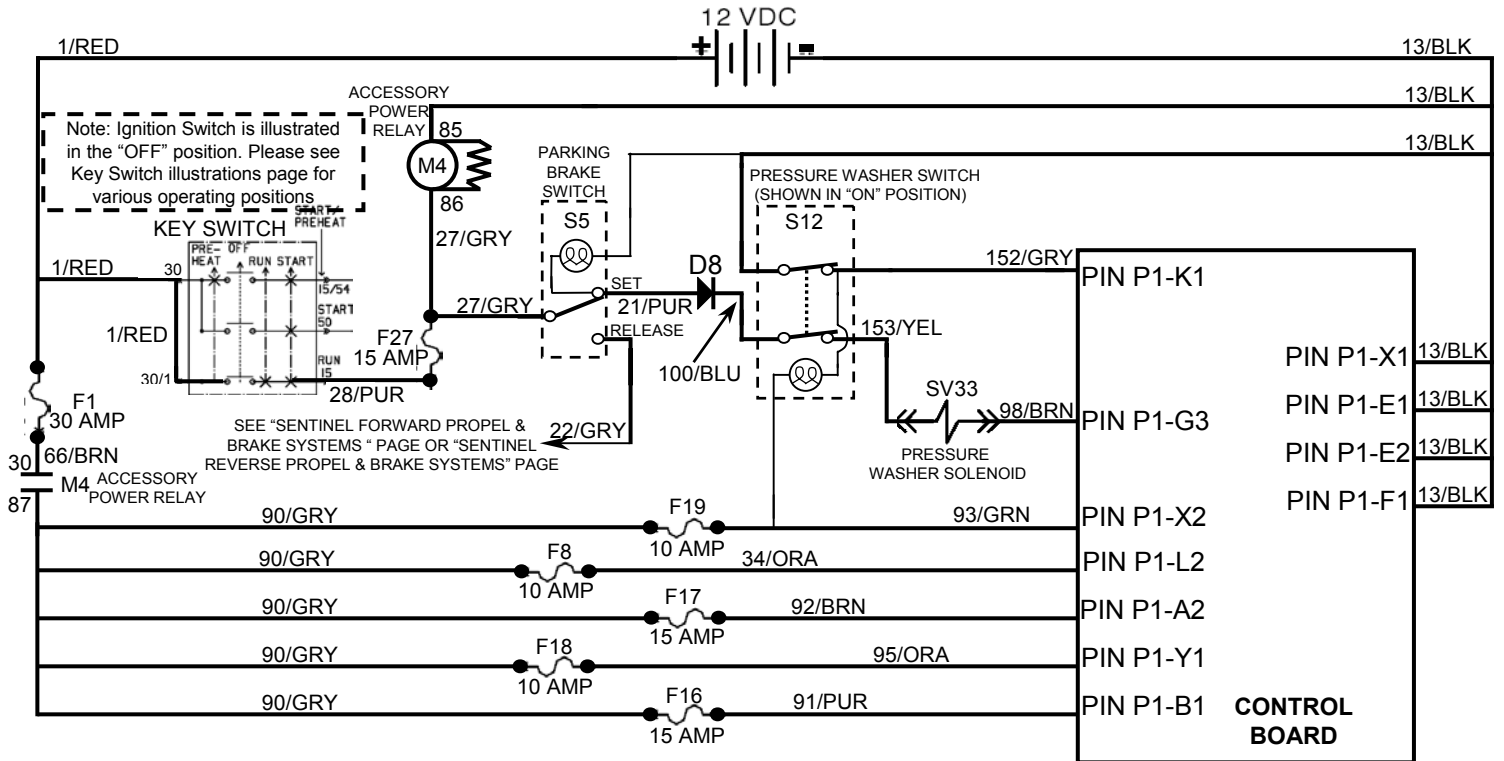 12 VDC
+
-
1/RED
13/BLK
13/BLK
13/BLK
Note: Ignition Switch is illustrated
in the “OFF” position. Please see
Key Switch illustrations page for
various operating positions
ACCESSORY
POWER
RELAY
85
M4
86
27/GRY
PARKING
BRAKE
SWITCH
S5
PRESSURE WASHER SWITCH
(SHOWN IN “ON” POSITION)
S12
START/
PREHEAT
KEY SWITCH
PRE-
HEAT
OFF
RUN
START
1/RED
30
15/54
START
50
1/RED
30/1
RUN
15
28/PUR
F27
15 AMP
27/GRY
SET
21/PUR
RELEASE
D8
100/BLU
152/GRY
153/YEL
PIN P1-K1
SV33
98/BRN
PIN P1-G3
PRESSURE
WASHER SOLENOID
22/GRY
SEE “SENTINEL FORWARD PROPEL &
BRAKE SYSTEMS “ PAGE OR “SENTINEL
REVERSE PROPEL & BRAKE SYSTEMS” PAGE
PIN P1-X1
13/BLK
PIN P1-E1
13/BLK
PIN P1-E2
13/BLK
PIN P1-F1
13/BLK
F1
30 AMP
30
66/BRN
M4
ACCESSORY
POWER RELAY
87
90/GRY
F19
10 AMP
93/GRN
PIN P1-X2
90/GRY
F8
10 AMP
34/ORA
PIN P1-L2
90/GRY
F17
15 AMP
92/BRN
PIN P1-A2
90/GRY
F18
10 AMP
95/ORA
PIN P1-Y1
90/GRY
F16
15 AMP
91/PUR
PIN P1-B1
CONTROL
BOARD